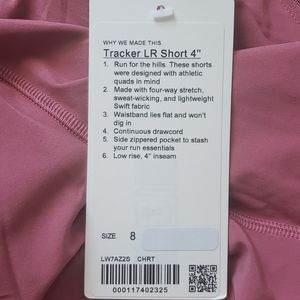 WHY WE MADE THIS
Tracker LR Short 4"
1. Run for the hills. These shorts
were designed with athletic
quads in mind
2. Made with four-way stretch,
sweat-wicking, and lightweight
Swift fabric
3. Waistband lies flat and won't
dig in
4. Continuous drawcord
5. Side zippered pocket to stash
your run essentials
6. Low rise, 4" inseam
SIZE 8
LW7AZ2S CHRT
000117402325